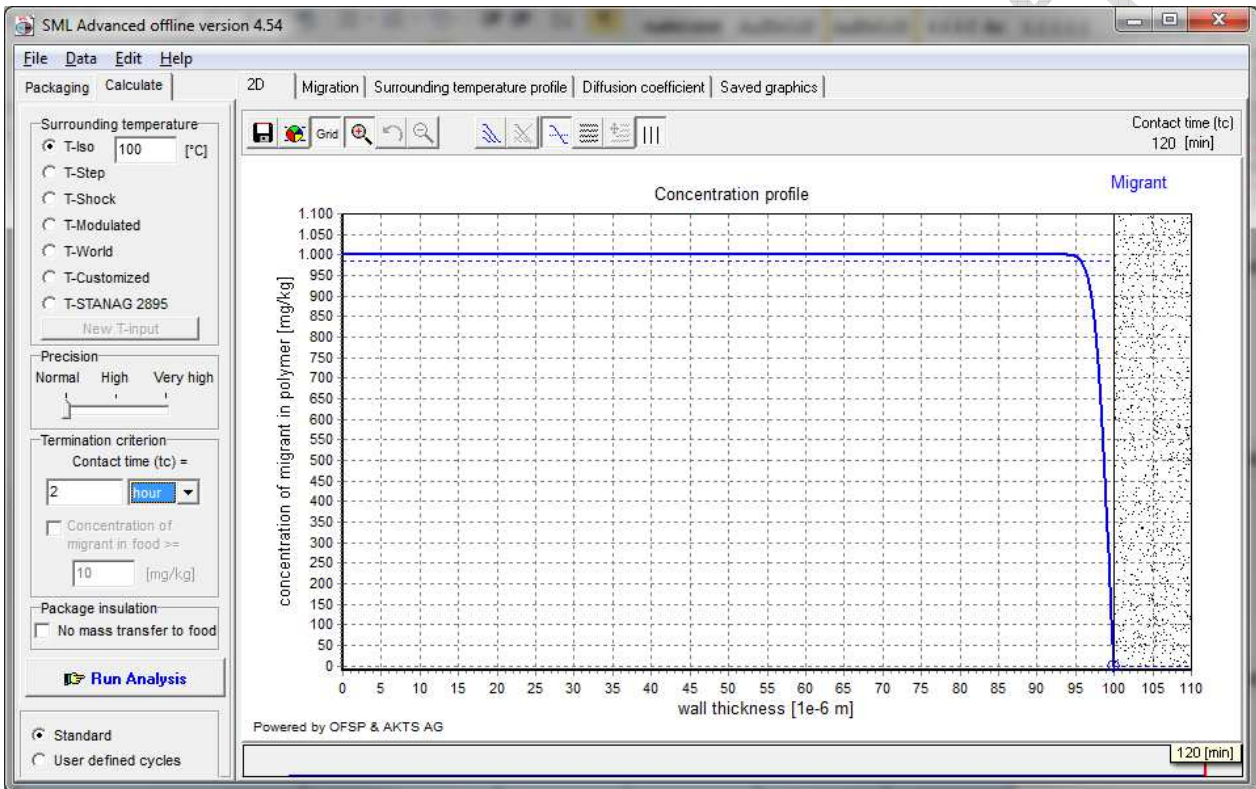 SML Advanced offline version 4.54
File Data Edit Help
Packaging Calculate
2D Migration Surrounding temperature profile Diffusion coefficient Saved graphics
Surrounding temperature
T-Iso 100 [°C]
T-Step
T-Shock
T-Modulated
T-World
T-Customized
T-STANAG 2895
New T-input
Precision
Normal High Very high
Termination criterion
Contact time (tc) =
2 hour
Concentration of
migrant in food >=
10 [mg/kg]
Package insulation
No mass transfer to food
Run Analysis
Standard
User defined cycles
Grid
Contact time (tc)
120 [min]
Migrant
Concentration profile
concentration of migrant in polymer [mg/kg]
1.100
1.050
1.000
950
900
850
800
750
700
650
600
550
500
450
400
350
300
250
200
150
100
50
0
0 5 10 15 20 25 30 35 40 45 50 55 60 65 70 75 80 85 90 95 100 105 110
wall thickness [1e-6 m]
Powered by OFSP & AKTS AG
120 [min]